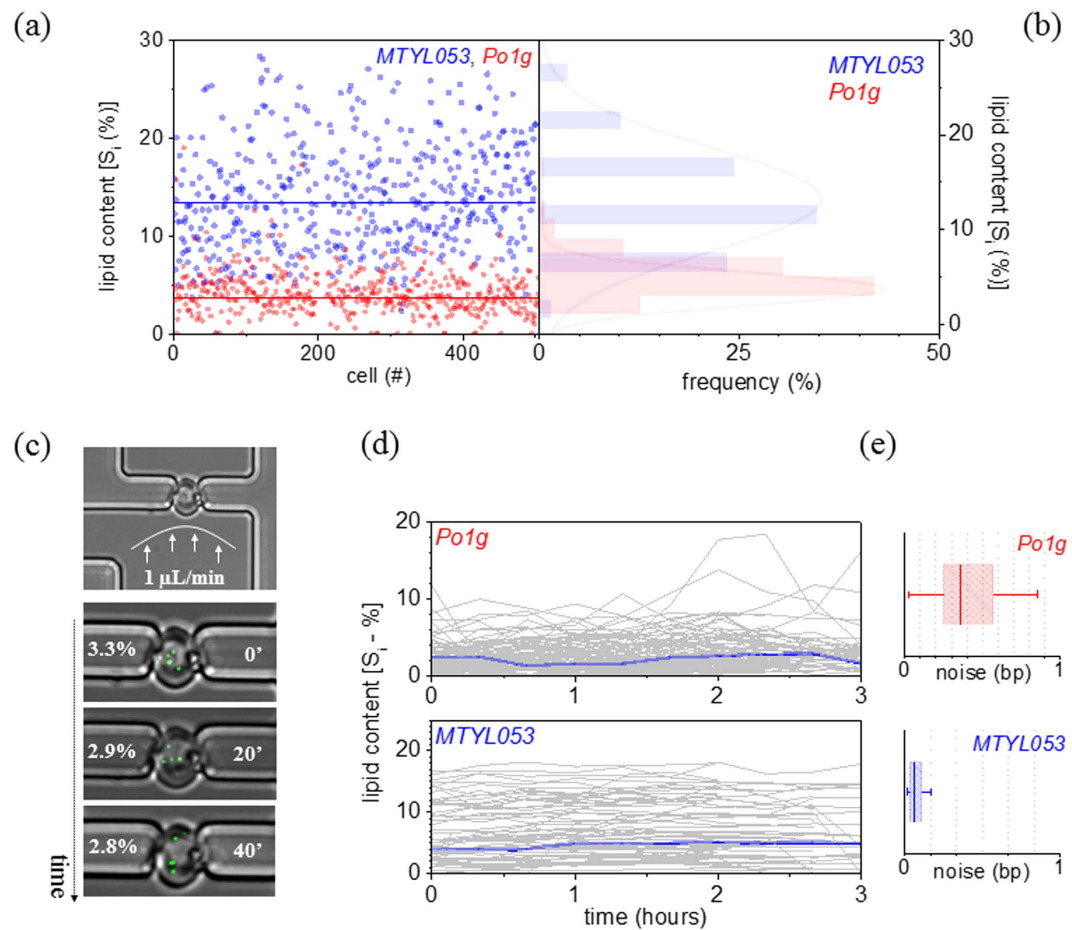 (a)
(b)
30
20
10
0
lipid content [Sᵢ (%)]
MTYL053, Po1g
0
200
400
cell (#)
MTYL053
Po1g
0
25
50
frequency (%)
30
20
10
0
lipid content [Sᵢ (%)]
(c)
1 µL/min
3.3% 0'
2.9% 20'
2.8% 40'
time
(d)
Po1g
20
10
0
0 1 2 3
MTYL053
20
10
0
0 1 2 3
lipid content [Sᵢ - %]
time (hours)
(e)
Po1g
0 1
noise (bp)
MTYL053
0 1
noise (bp)